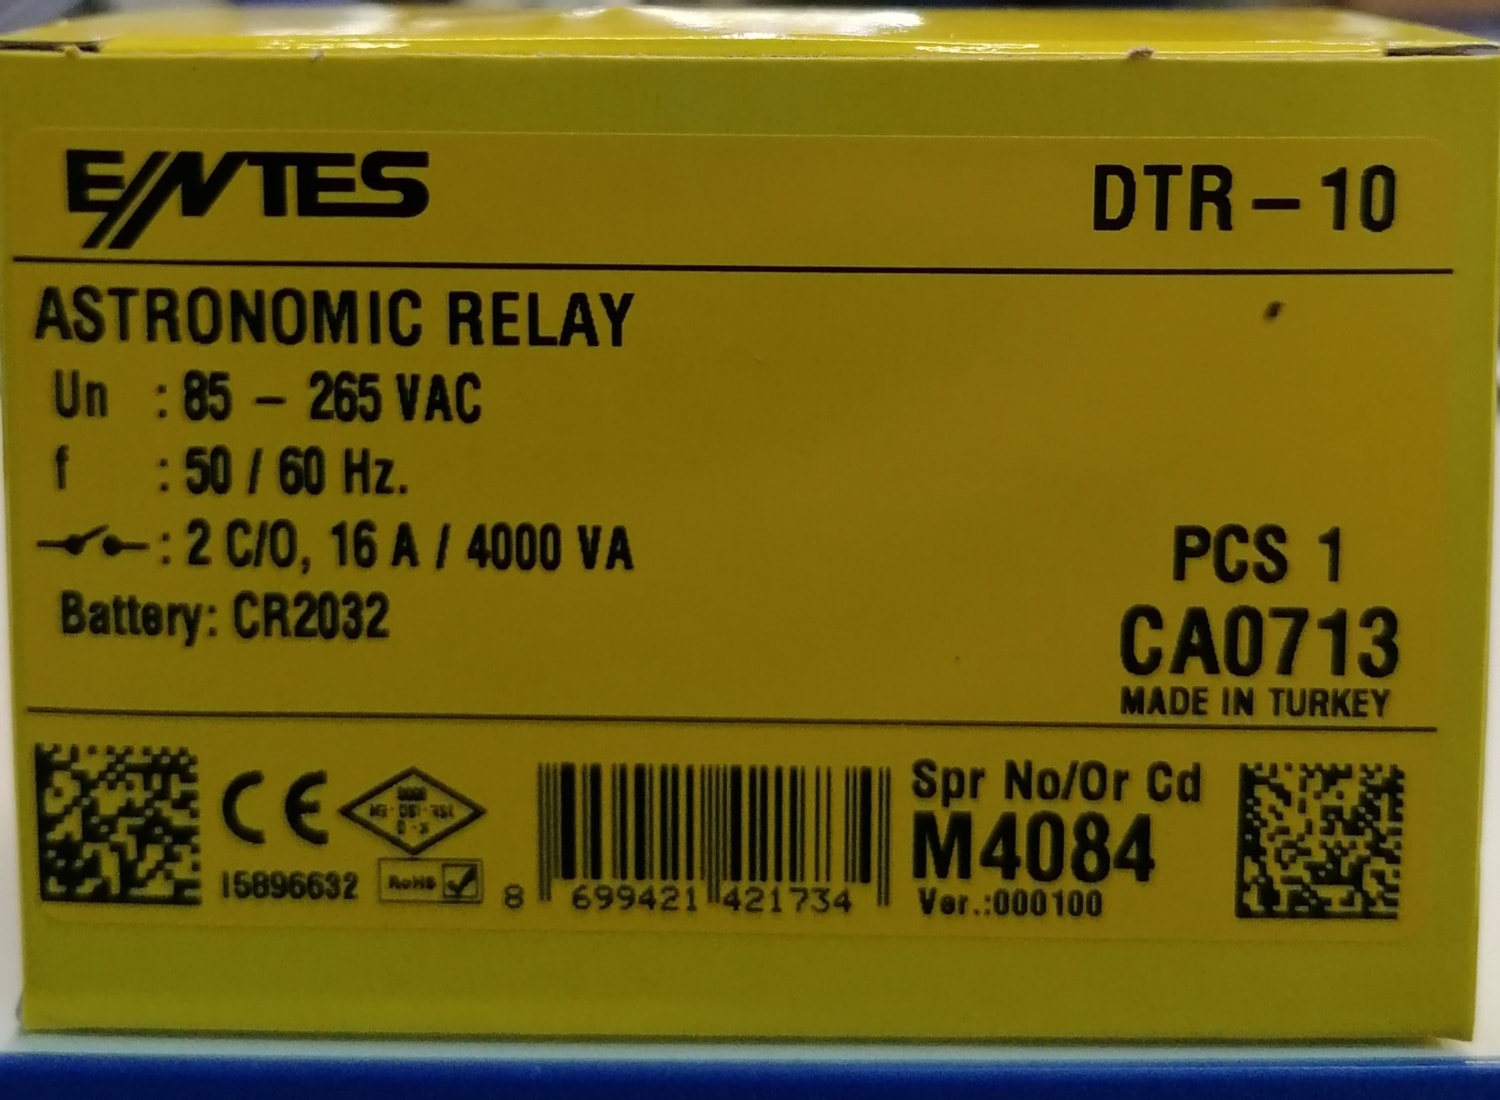 ENTES
DTR – 10
ASTRONOMIC RELAY
Un : 85 – 265 VAC
f : 50 / 60 Hz.
: 2 C/O, 16 A / 4000 VA
Battery: CR2032
PCS 1
CA0713
MADE IN TURKEY
CE
15896632
RoHS
8 699421 421734
Spr No/Or Cd
M4084
Ver.:000100